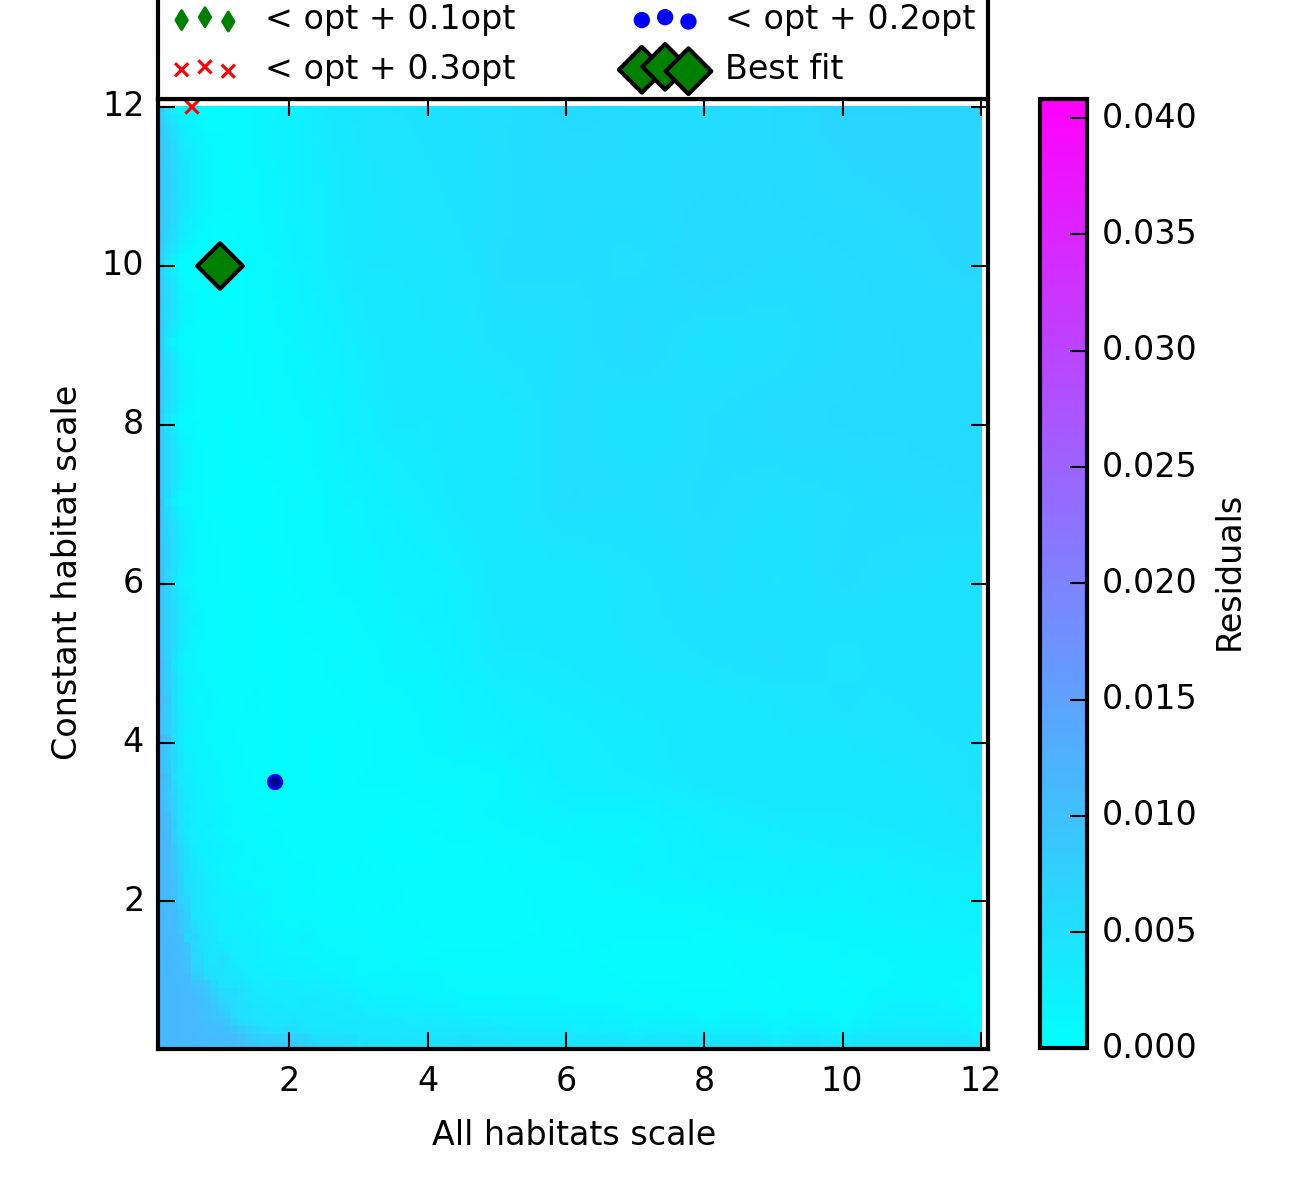 < opt + 0.1opt < opt + 0.2opt
< opt + 0.3opt Best fit
12
10
8
6
4
2
Constant habitat scale
2 4 6 8 10 12
All habitats scale
0.040
0.035
0.030
0.025
0.020
0.015
0.010
0.005
0.000
Residuals